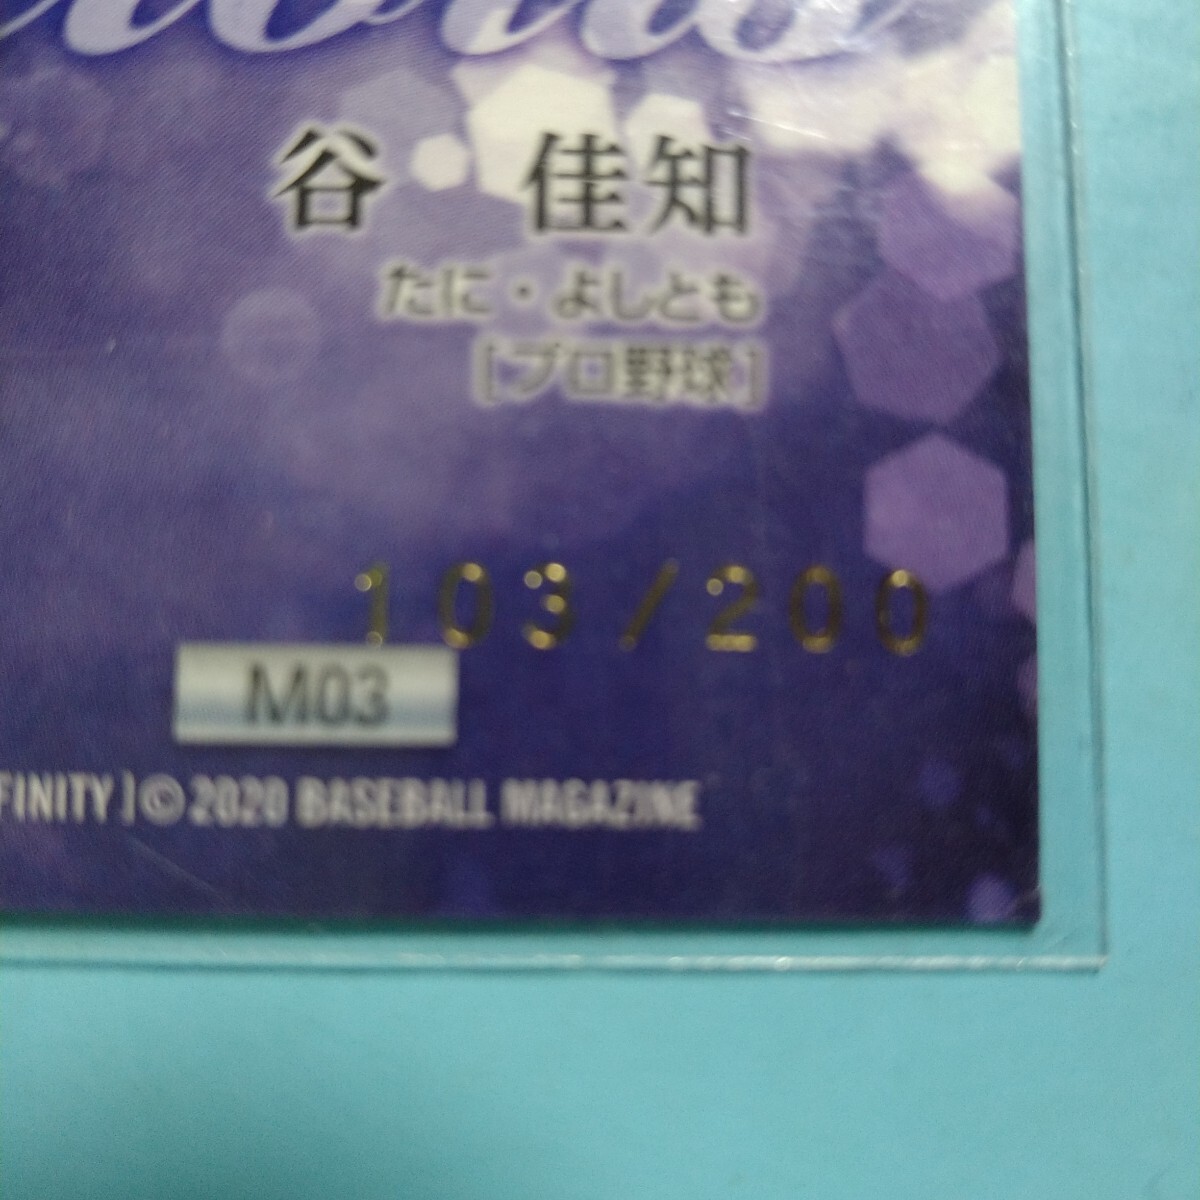 谷 佳知
たに・よしとも
[プロ野球]
103/200
M03
FINITY]©2020 BASEBALL MAGAZINE